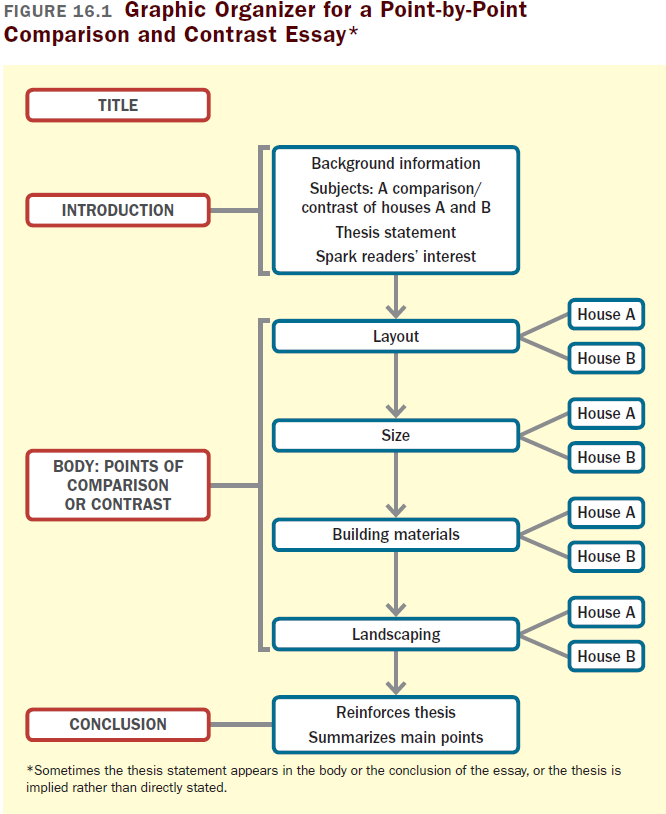 FIGURE 16.1 Graphic Organizer for a Point-by-Point
Comparison and Contrast Essay*
TITLE
INTRODUCTION
Background information
Subjects: A comparison/
contrast of houses A and B
Thesis statement
Spark readers’ interest
BODY: POINTS OF
COMPARISON
OR CONTRAST
Layout
House A
House B
Size
House A
House B
Building materials
House A
House B
Landscaping
House A
House B
CONCLUSION
Reinforces thesis
Summarizes main points
*Sometimes the thesis statement appears in the body or the conclusion of the essay, or the thesis is
implied rather than directly stated.